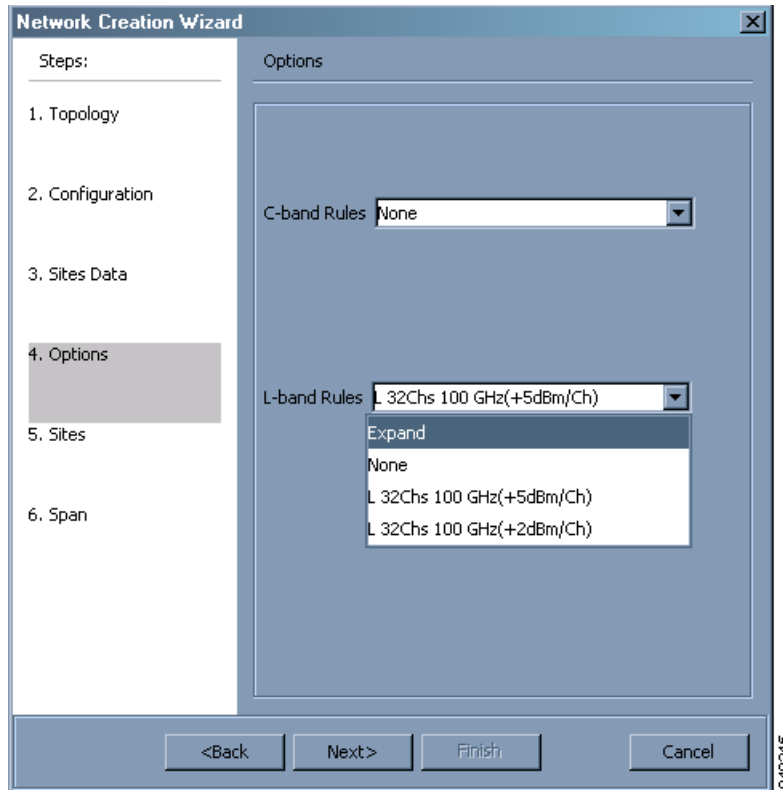 Network Creation Wizard
Steps:
1. Topology
2. Configuration
3. Sites Data
4. Options
5. Sites
6. Span
Options
C-band Rules None
L-band Rules L 32Chs 100 GHz(+5dBm/Ch)
Expand
None
L 32Chs 100 GHz(+5dBm/Ch)
L 32Chs 100 GHz(+2dBm/Ch)
<Back Next> Finish Cancel